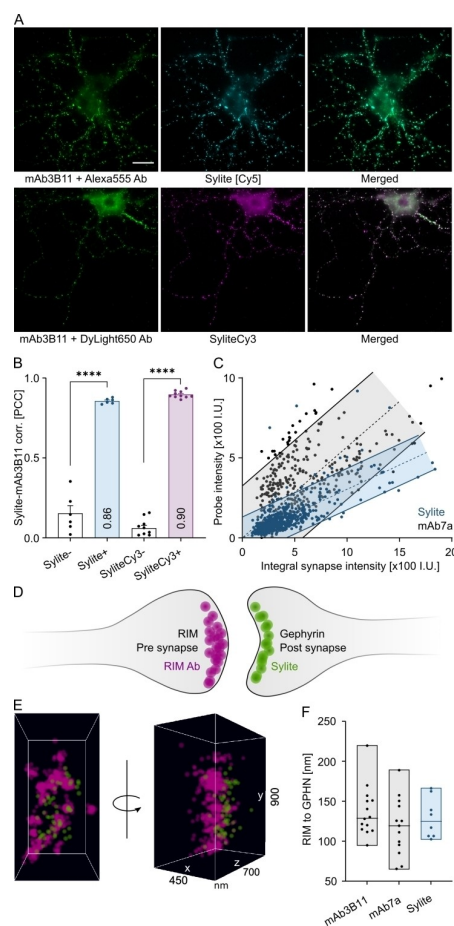 A
mAb3B11 + Alexa555 Ab
Sylite [Cy5]
Merged
mAb3B11 + DyLight650 Ab
SyliteCy3
Merged
B
Sylite-mAb3B11 corr. [PCC]
1.0
0.5
0.0
****
****
0.86
0.90
Sylite-
Sylite+
SyliteCy3-
SyliteCy3+
C
Probe intensity [x100 I.U.]
10
5
0
0
5
10
15
20
Integral synapse intensity [x100 I.U.]
Sylite
mAb7a
D
RIM
Pre synapse
RIM Ab
Gephyrin
Post synapse
Sylite
E
x
450
nm
z
700
y
900
F
RIM to GPHN [nm]
250
200
150
100
50
mAb3B11
mAb7a
Sylite